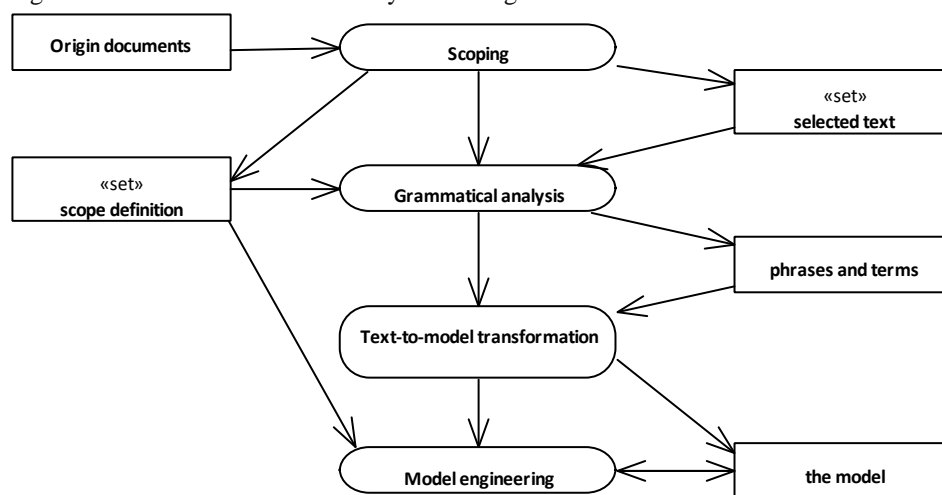 Origin documents
Scoping
«set»
selected text
«set»
scope definition
Grammatical analysis
phrases and terms
Text-to-model transformation
Model engineering
the model